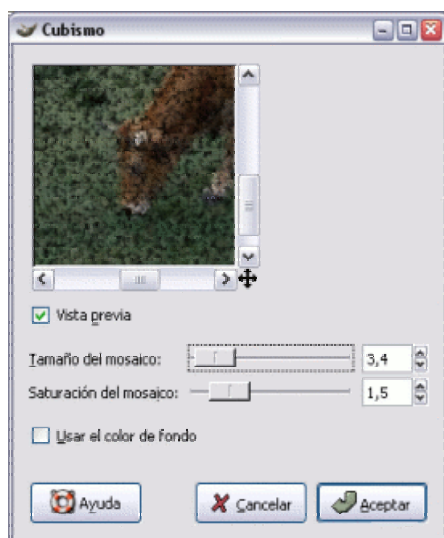 Cubismo
Vista previa
Tamaño del mosaico: 3,4
Saturación del mosaico: 1,5
Usar el color de fondo
Ayuda Cancelar Aceptar